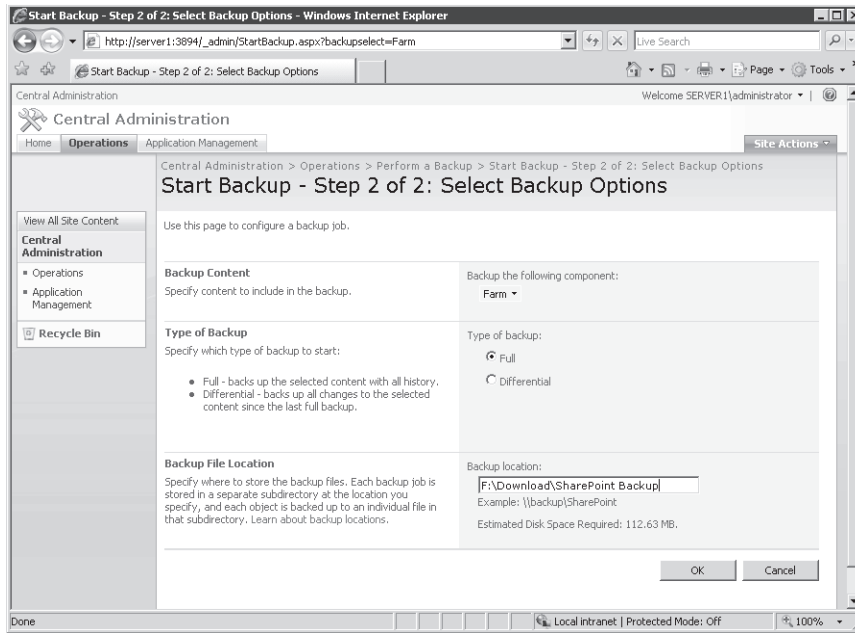 Start Backup - Step 2 of 2: Select Backup Options - Windows Internet Explorer
http://server1:3894/_admin/StartBackup.aspx?backupselect=Farm
Live Search
Start Backup - Step 2 of 2: Select Backup Options
Page
Tools
Central Administration
Welcome SERVER1\administrator
Central Administration
Home
Operations
Application Management
Site Actions
Central Administration > Operations > Perform a Backup > Start Backup - Step 2 of 2: Select Backup Options
Start Backup - Step 2 of 2: Select Backup Options
View All Site Content
Central
Administration
Operations
Application
Management
Recycle Bin
Use this page to configure a backup job.
Backup Content
Specify content to include in the backup.
Backup the following component:
Farm
Type of Backup
Specify which type of backup to start:
• Full - backs up the selected content with all history.
• Differential - backs up all changes to the selected
content since the last full backup.
Type of backup:
Full
Differential
Backup File Location
Specify where to store the backup files. Each backup job is
stored in a separate subdirectory at the location you
specify, and each object is backed up to an individual file in
that subdirectory. Learn about backup locations.
Backup location:
F:\Download\SharePoint Backup
Example: \\backup\SharePoint
Estimated Disk Space Required: 112.63 MB.
OK
Cancel
Done
Local intranet | Protected Mode: Off
100%